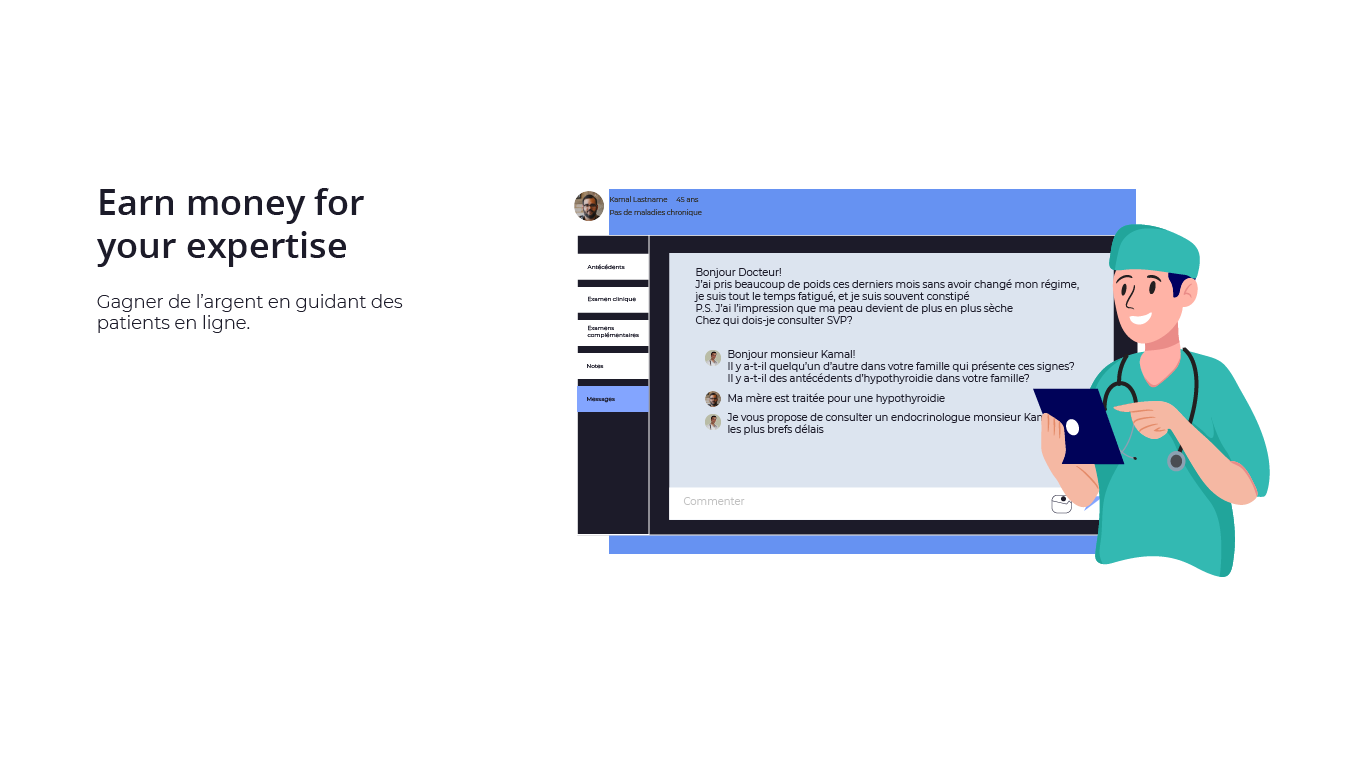 Earn money for
your expertise
Gagner de l’argent en guidant des
patients en ligne.
Kamal Lastname 45 ans
Pas de maladies chronique
Antécédents
Examen clinique
Examens
complémentaires
Notes
Messages
Bonjour Docteur!
J’ai pris beaucoup de poids ces derniers mois sans avoir changé mon régime,
je suis tout le temps fatigué, et je suis souvent constipé
P.S. J’ai l’impression que ma peau devient de plus en plus sèche
Chez qui dois-je consulter SVP?
Bonjour monsieur Kamal!
Il y a-t-il quelqu’un d’autre dans votre famille qui présente ces signes?
Il y a-t-il des antécédents d’hypothyroidie dans votre famille?
Ma mère est traitée pour une hypothyroidie
Je vous propose de consulter un endocrinologue monsieur
les plus brefs délais
Commenter